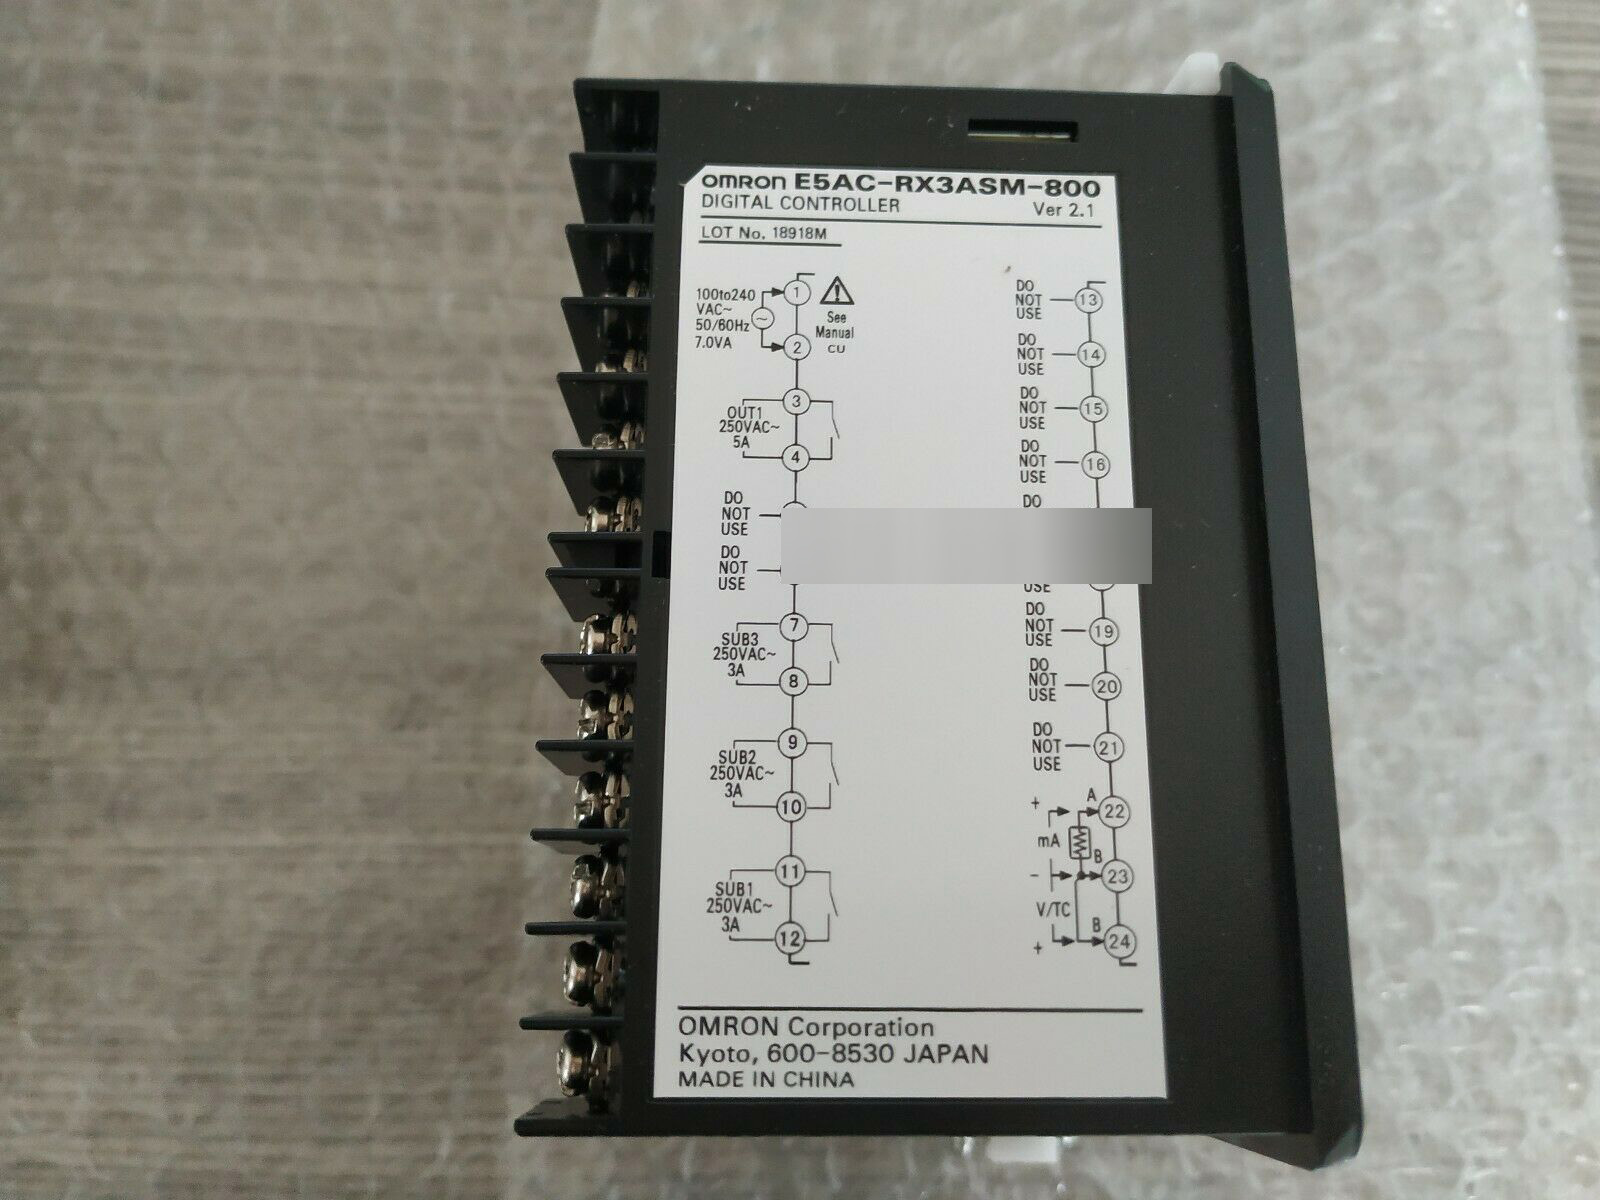 OMRON E5AC-RX3ASM-800
DIGITAL CONTROLLER Ver 2.1
LOT No. 18918M
100to240
VAC~
50/60Hz
7.0VA
1
2
See
Manual
CU
OUT1
250VAC~
5A
3
4
DO
NOT
USE
DO
NOT
USE
SUB3
250VAC~
3A
7
8
SUB2
250VAC~
3A
9
10
SUB1
250VAC~
3A
11
12
DO
NOT
USE
13
DO
NOT
USE
14
DO
NOT
USE
15
DO
NOT
USE
16
DO
USE
DO
NOT
USE
19
DO
NOT
USE
20
DO
NOT
USE
21
+
mA
-
V/TC
+
A
22
B
23
B
24
OMRON Corporation
Kyoto, 600-8530 JAPAN
MADE IN CHINA